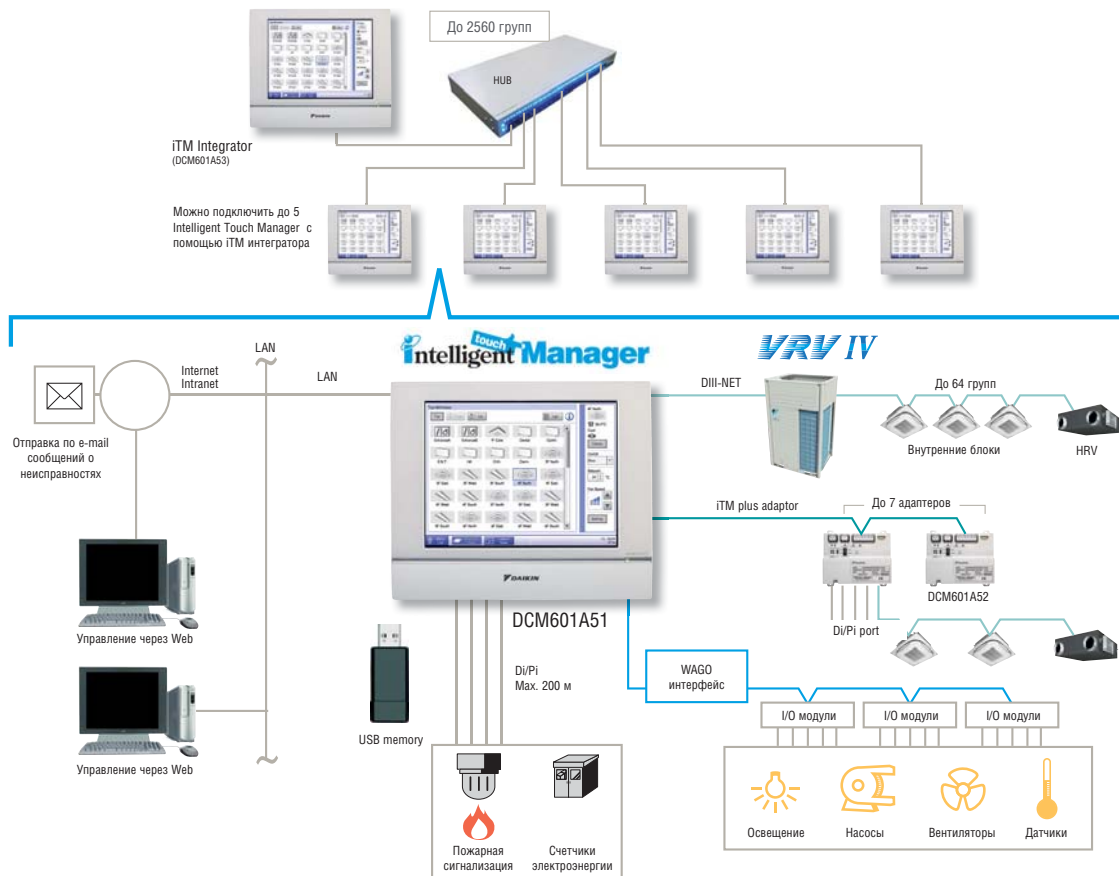 До 2560 групп
HUB
DAIKIN
iTM Integrator
(DCM601A53)
Можно подключить до 5
Intelligent Touch Manager с
помощью iTM интегратора
LAN
Internet
Intranet
LAN
intelligent touch Manager
VRV IV
DIII-NET
До 64 групп
Внутренние блоки
HRV
Отправка по e-mail
сообщений о
неисправностях
iTM plus adaptor
До 7 адаптеров
DCM601A52
Di/Pi port
DAIKIN
DCM601A51
Управление через Web
Di/Pi
Max. 200 м
WAGO
интерфейс
USB memory
I/O модули
I/O модули
I/O модули
Управление через Web
Освещение
Насосы
Вентиляторы
Датчики
Пожарная
сигнализация
Счетчики
электроэнергии